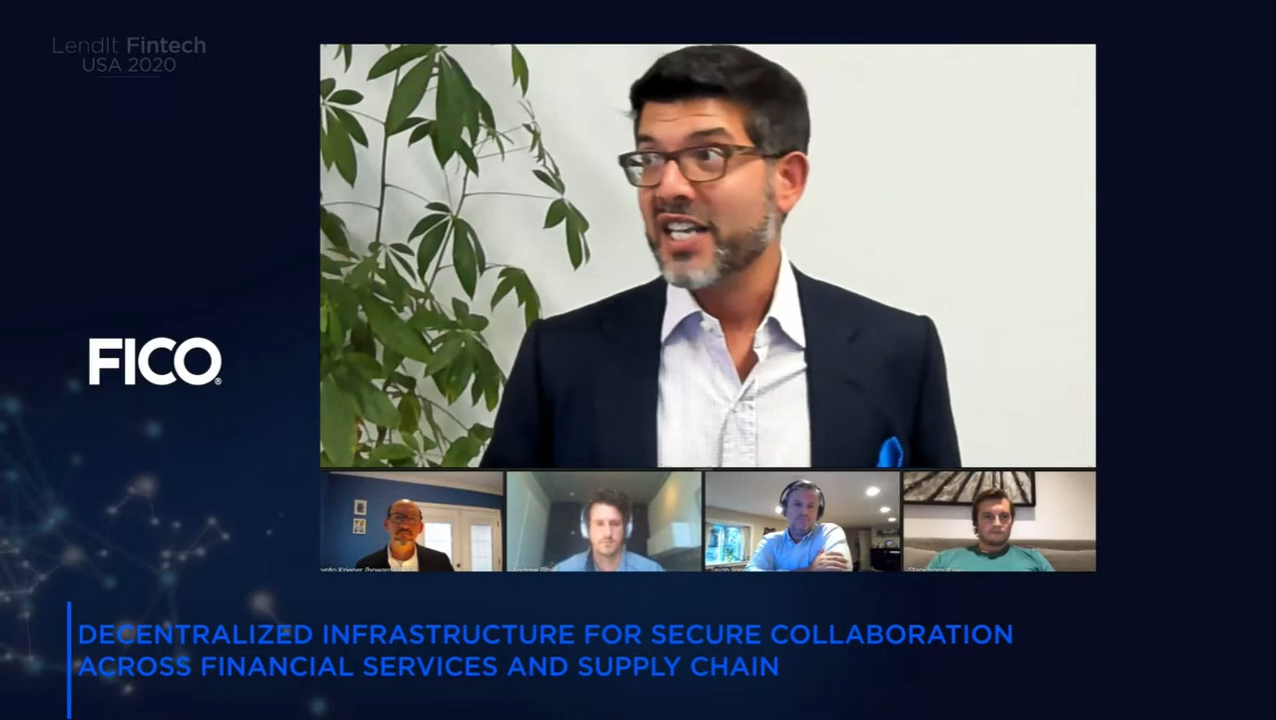 LendIt Fintech
USA 2020
FICO®
DECENTRALIZED INFRASTRUCTURE FOR SECURE COLLABORATION
ACROSS FINANCIAL SERVICES AND SUPPLY CHAIN